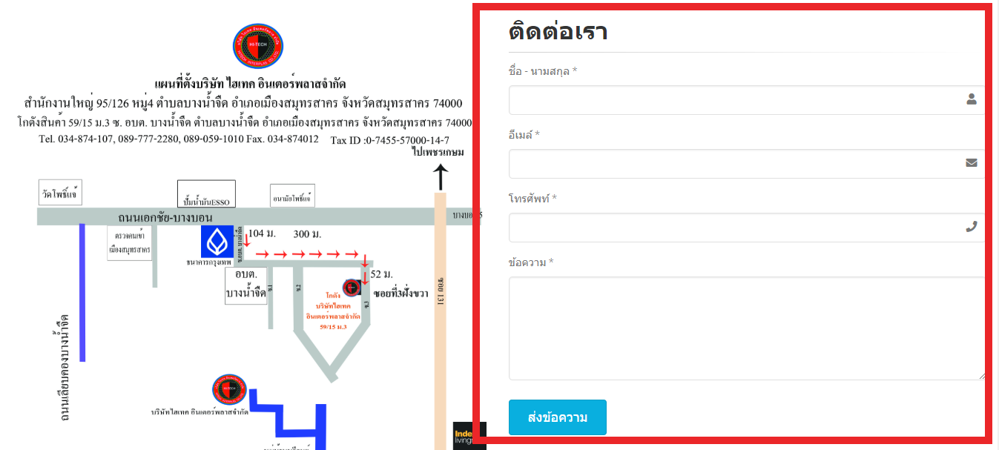 HI-TECH
แผนที่ตั้งบริษัท ไฮเทค อินเตอร์พลาสจำกัด
สำนักงานใหญ่ 95/126 หมู่4 ตำบลบางน้ำจืด อำเภอเมืองสมุทรสาคร จังหวัดสมุทรสาคร 74000
โกดังสินค้า 59/15 ม.3 ซ. อบต. บางน้ำจืด ตำบลบางน้ำจืด อำเภอเมืองสมุทรสาคร จังหวัดสมุทรสาคร 74000
Tel. 034-874-107, 089-777-2280, 089-059-1010 Fax. 034-874012 Tax ID :0-7455-57000-14-7
ไปเพชรเกษม
วัดโพธิ์แจ้
ปั้มน้ำมันESSO
อนามัยโพธิ์แจ้
ถนนเอกชัย-บางบอน
บางบอน 5
ตรวจคนเข้า
เมืองสมุทรสาคร
ธนาคารกรุงเทพ
ซ.อบต. บางน้ำจืด
104 ม.
300 ม.
อบต.
บางน้ำจืด
ซ.1
ซ.2
ซ.3
52 ม.
ซอยที่3ฝั่งขวา
โกดัง
บริษัทไฮเทค
อินเตอร์พลาสจำกัด
59/15 ม.3
ซอย 131
ถนนเลียบคองบางน้ำจืด
HI-TECH
บริษัทไฮเทค อินเตอร์พลาสจำกัด
Inde
living
ติดต่อเรา
ชื่อ - นามสกุล *
อีเมล์ *
โทรศัพท์ *
ข้อความ *
ส่งข้อความ